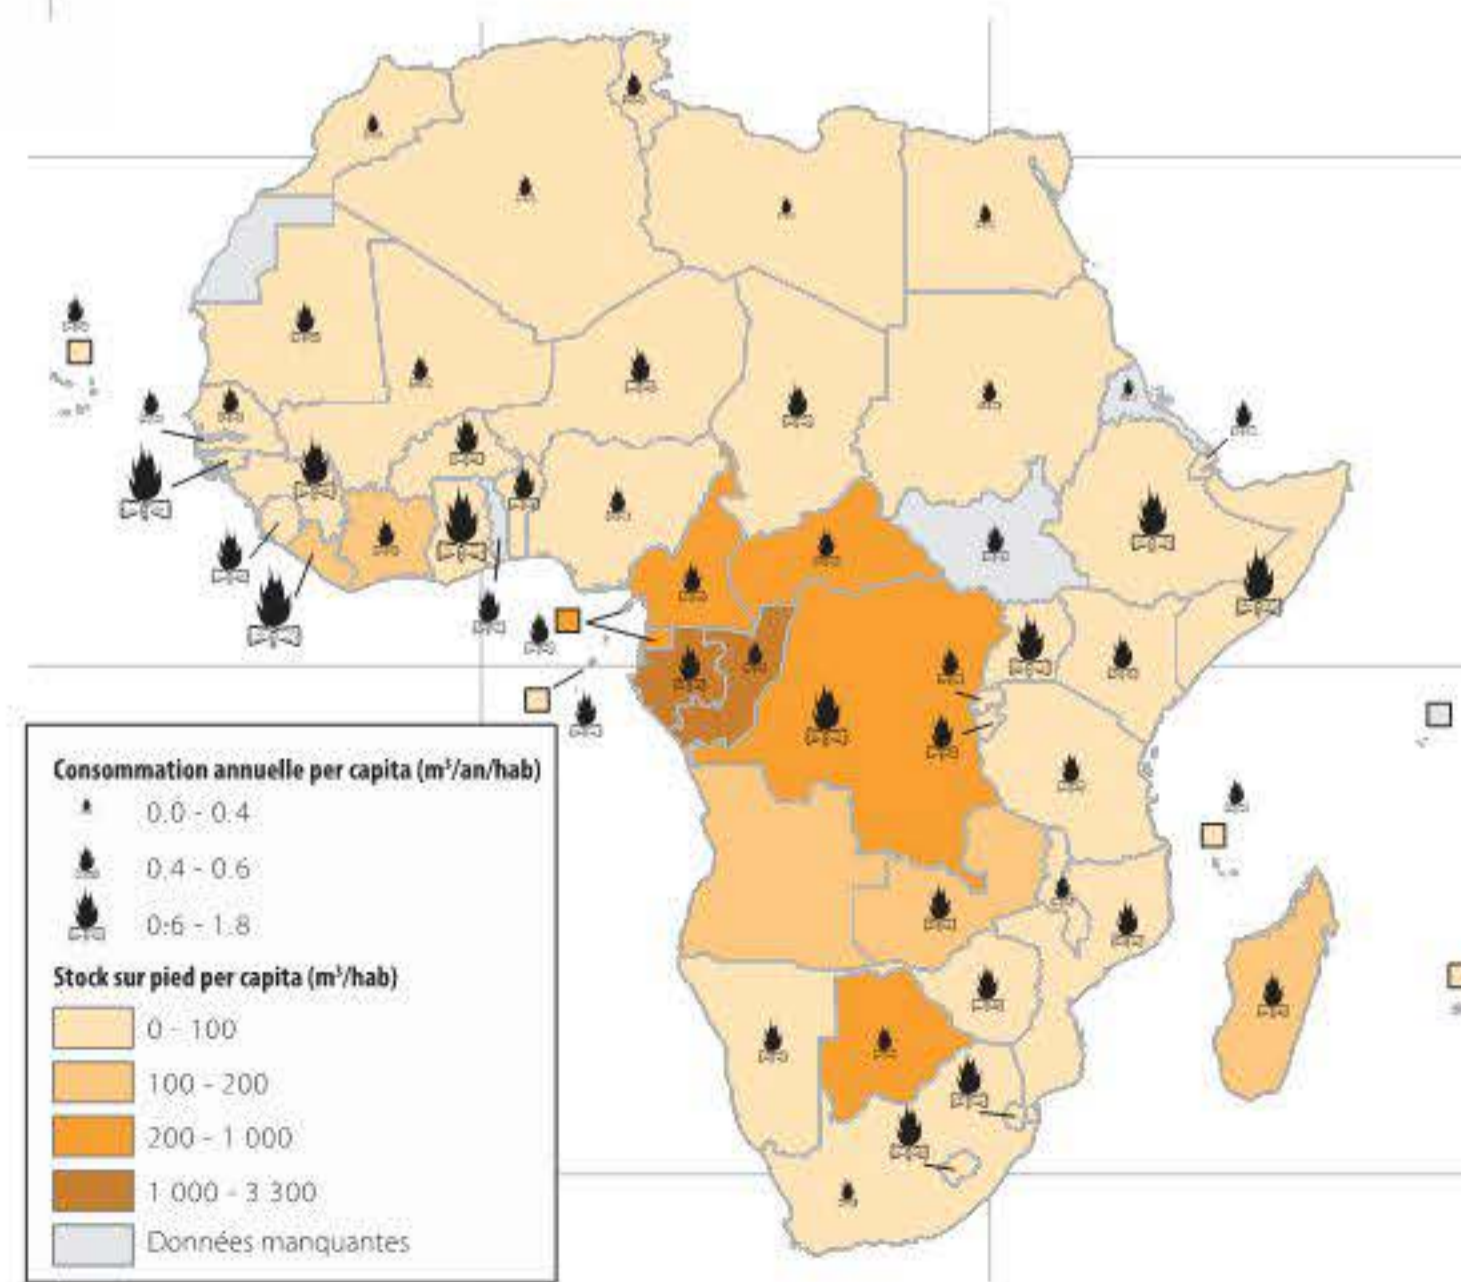 Consommation annuelle per capita (m³/an/hab)
0.0 - 0.4
0.4 - 0.6
0.6 - 1.8
Stock sur pied per capita (m³/hab)
0 - 100
100 - 200
200 - 1 000
1 000 - 3 300
Données manquantes